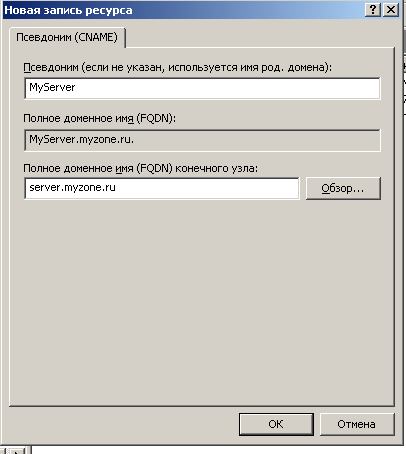 Новая запись ресурса
Псевдоним (CNAME)
Псевдоним (если не указан, используется имя род. домена):
MyServer
Полное доменное имя (FQDN):
MyServer.myzone.ru.
Полное доменное имя (FQDN) конечного узла:
server.myzone.ru
Обзор...
OK
Отмена